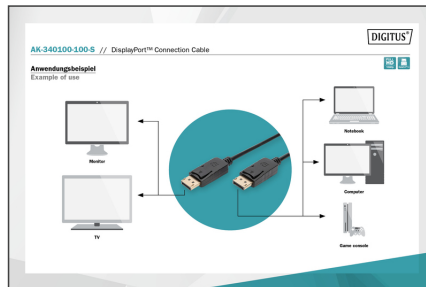 DIGITUS®
AK-340100-100-S // DisplayPort™ Connection Cable
Anwendungsbeispiel
Example of use
Monitor
TV
Notebook
Computer
Game console